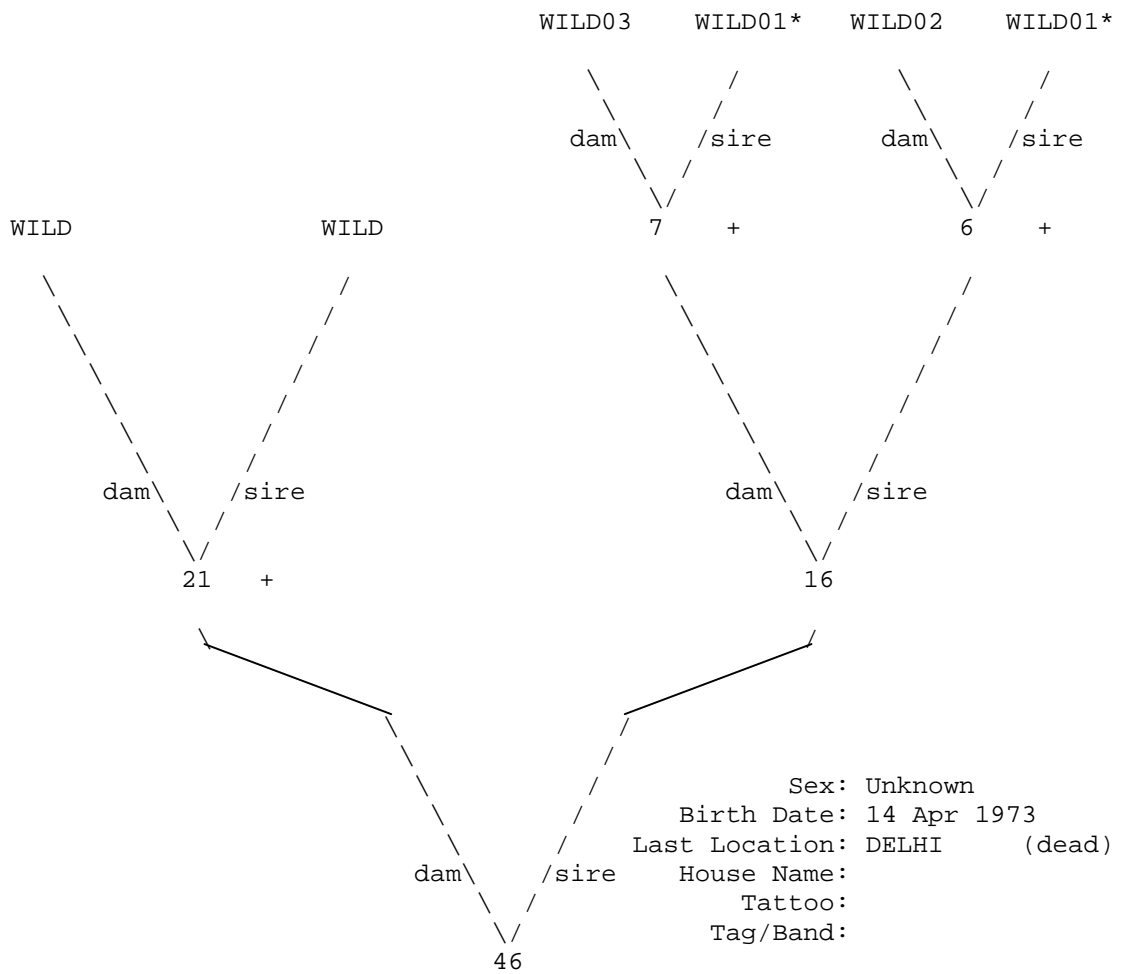 WILD03 WILD01* WILD02 WILD01*
dam /sire dam /sire
WILD WILD 7 + 6 +
dam /sire dam /sire
21 + 16
Sex: Unknown
Birth Date: 14 Apr 1973
Last Location: DELHI (dead)
dam /sire House Name:
Tattoo:
Tag/Band:
46